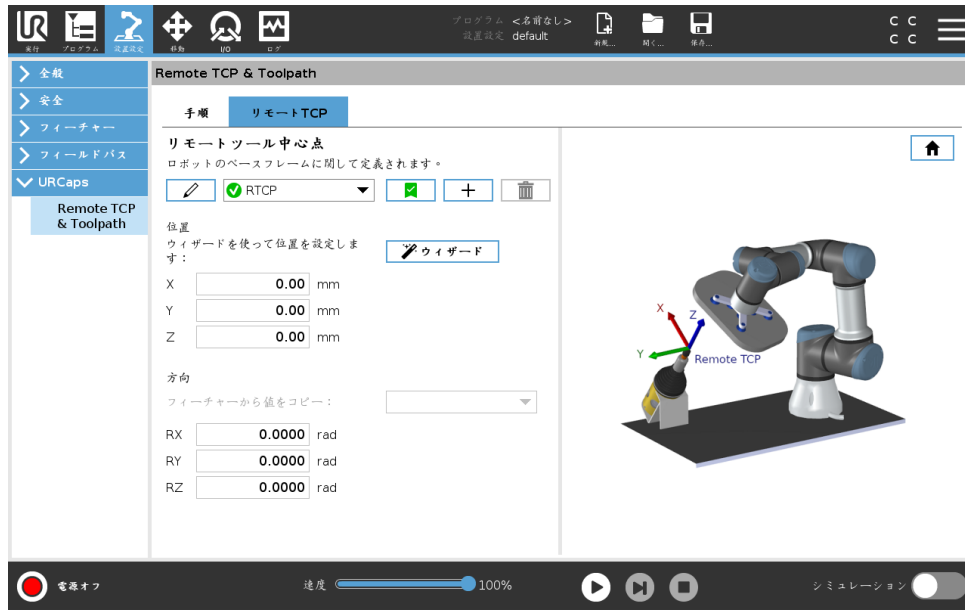 プログラム <名前なし>
設置設定 default
実行 プログラム 設置設定 移動 I/O ログ 新規... 開く... 保存...
C C
C C
全般
安全
フィーチャー
フィールドバス
URCaps
Remote TCP
& Toolpath
Remote TCP & Toolpath
手順 リモートTCP
リモートツール中心点
ロボットのベースフレームに関して定義されます。
RTCP
位置
ウィザードを使って位置を設定しま
す:
ウィザード
X 0.00 mm
Y 0.00 mm
Z 0.00 mm
方向
フィーチャーから値をコピー:
RX 0.0000 rad
RY 0.0000 rad
RZ 0.0000 rad
X
Z
Y
Remote TCP
電源オフ 速度 100% シミュレーション